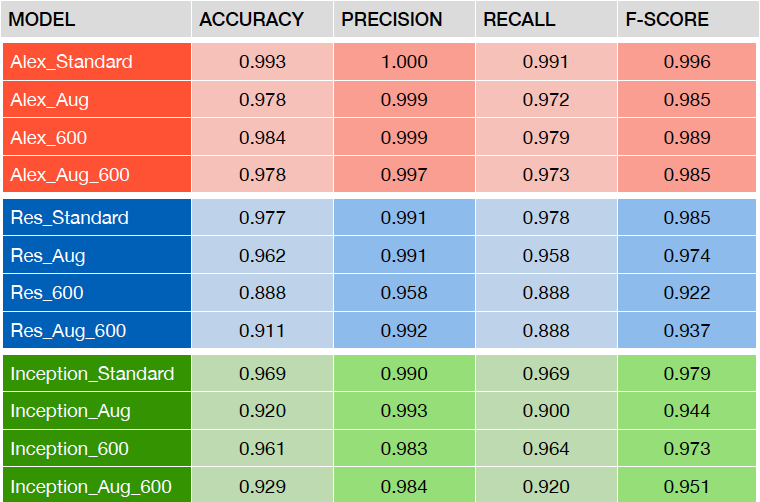 MODEL ACCURACY PRECISION RECALL F-SCORE
Alex_Standard 0.993 1.000 0.991 0.996
Alex_Aug 0.978 0.999 0.972 0.985
Alex_600 0.984 0.999 0.979 0.989
Alex_Aug_600 0.978 0.997 0.973 0.985
Res_Standard 0.977 0.991 0.978 0.985
Res_Aug 0.962 0.991 0.958 0.974
Res_600 0.888 0.958 0.888 0.922
Res_Aug_600 0.911 0.992 0.888 0.937
Inception_Standard 0.969 0.990 0.969 0.979
Inception_Aug 0.920 0.993 0.900 0.944
Inception_600 0.961 0.983 0.964 0.973
Inception_Aug_600 0.929 0.984 0.920 0.951